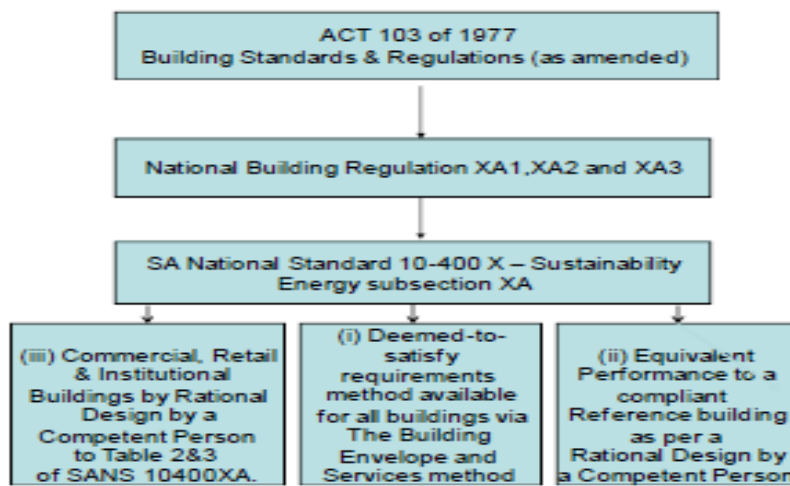 ACT 103 of 1977
Building Standards & Regulations (as amended)
National Building Regulation XA1,XA2 and XA3
SA National Standard 10-400 X – Sustainability
Energy subsection XA
(iii) Commercial, Retail
& Institutional
Buildings by Rational
Design by a
Competent Person
to Table 2&3
of SANS 10400XA.
(i) Deemed-to-
satisfy
requirements
method available
for all buildings via
The Building
Envelope and
Services method
(ii) Equivalent
Performance to a
compliant
Reference building
as per a
Rational Design by
a Competent Person